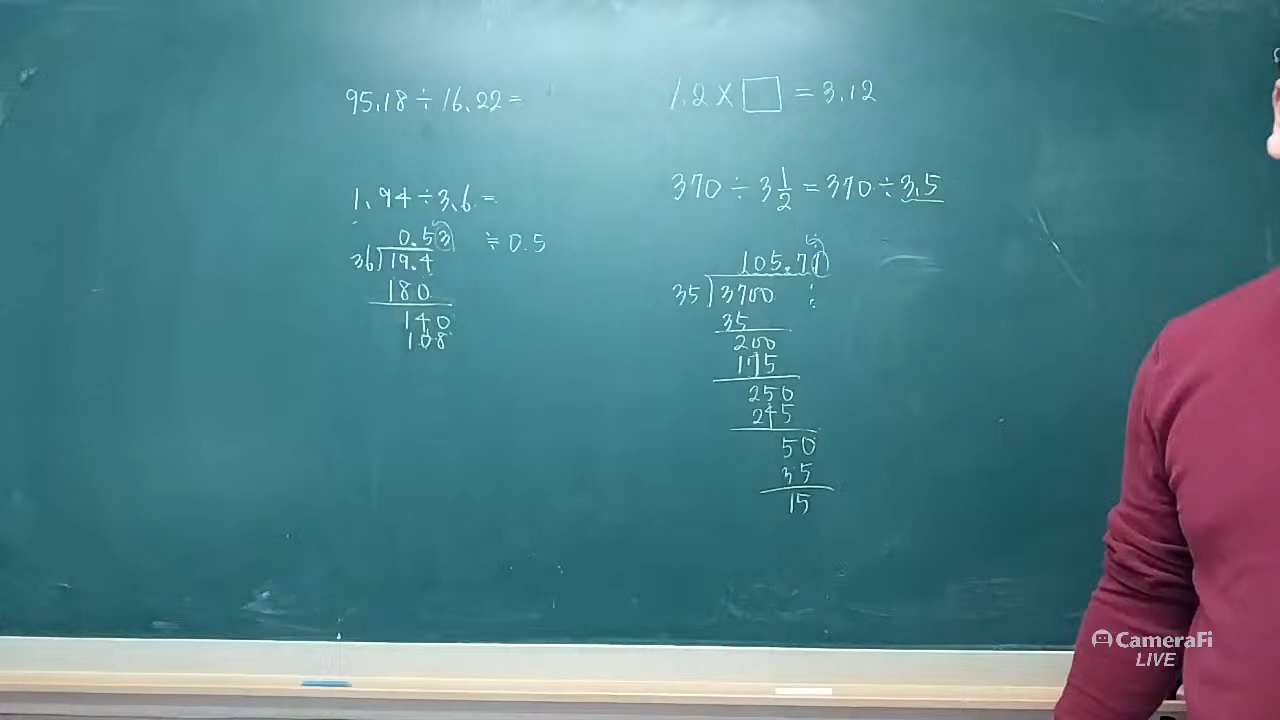 95.18 ÷ 16.22 =
1.94 ÷ 3.6 =
0.53 ≒ 0.5
36)19.4
180
140
108
1.2 × □ = 3.12
370 ÷ 3 1/2 = 370 ÷ 3.5
105.71
35)3700
35
200
175
250
245
50
35
15
CameraFi
LIVE